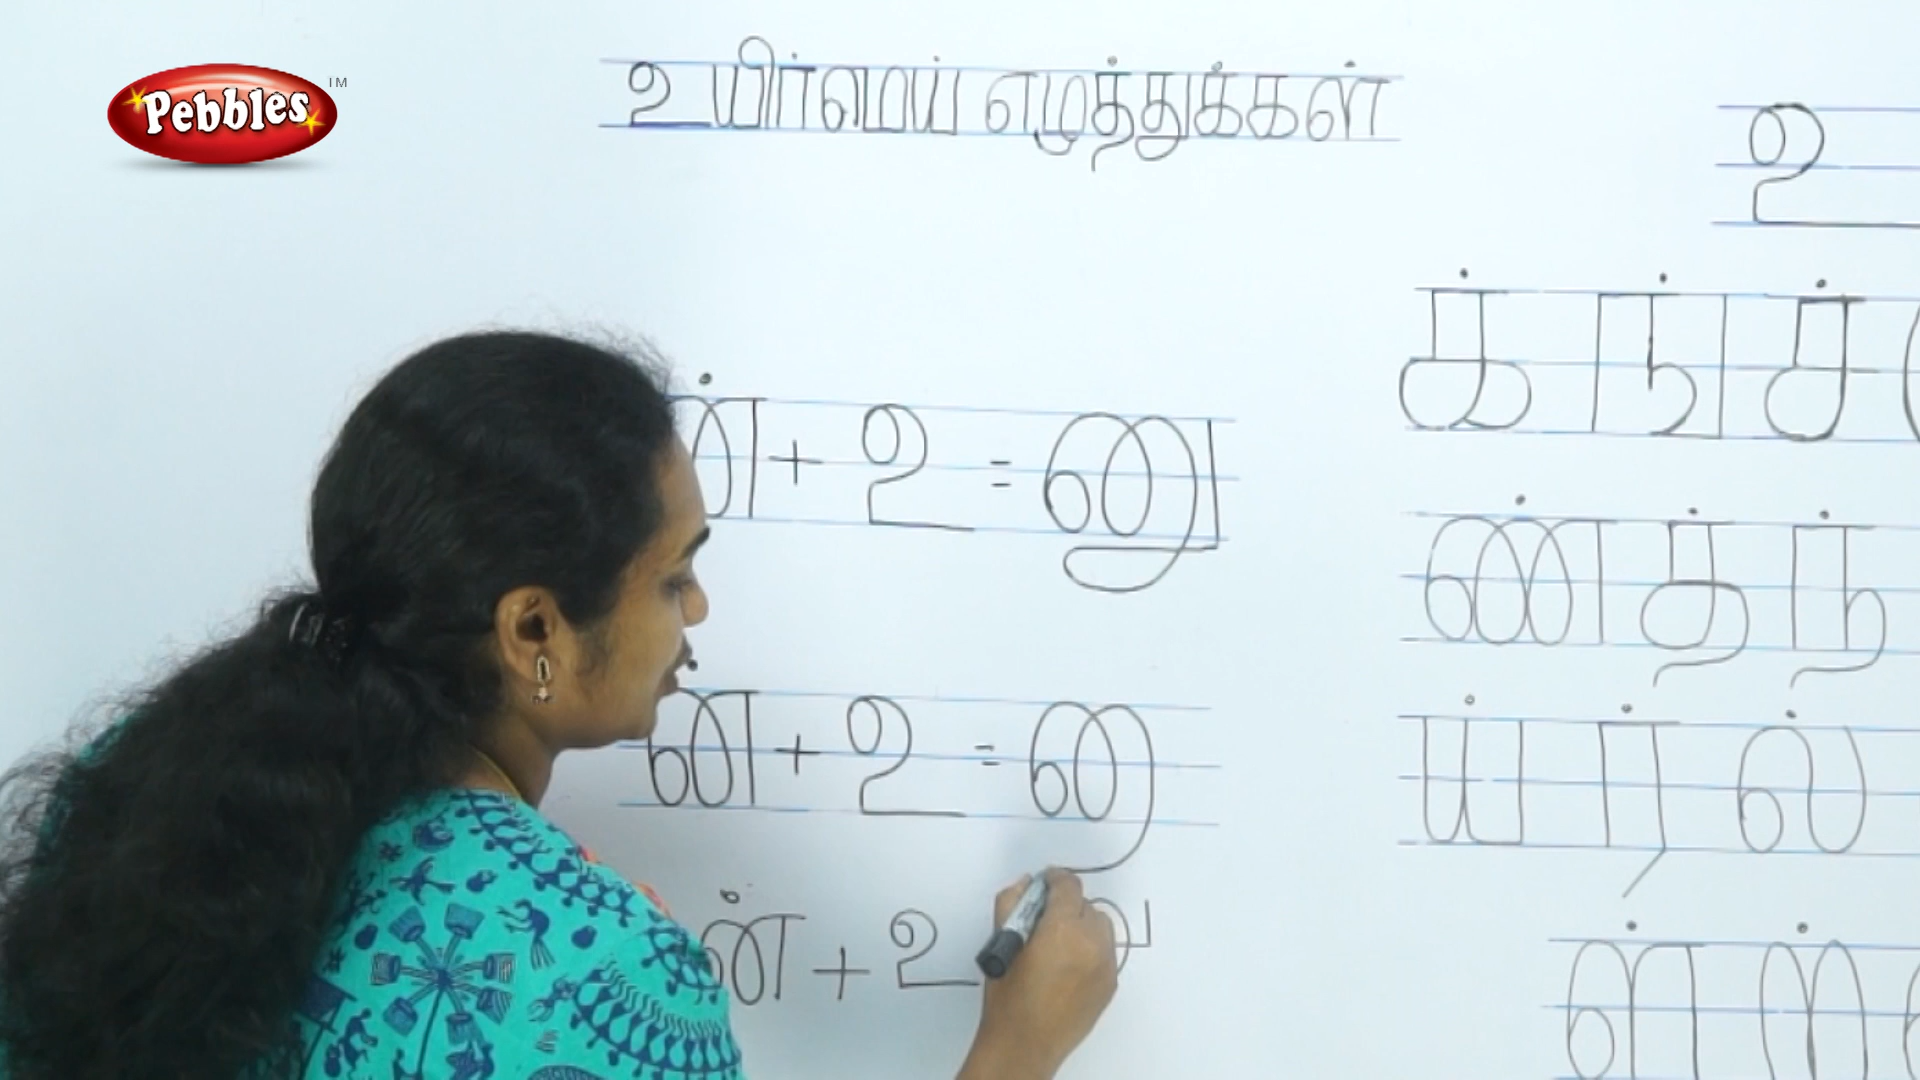 Pebbles TM
உயிர்மெய் எழுத்துக்கள்
உ
க் ங் ச்
ன் + உ = னு
ண் த் ந்
ய் ர் ல்
ன் + உ =
ன் + உ
ள் ற்